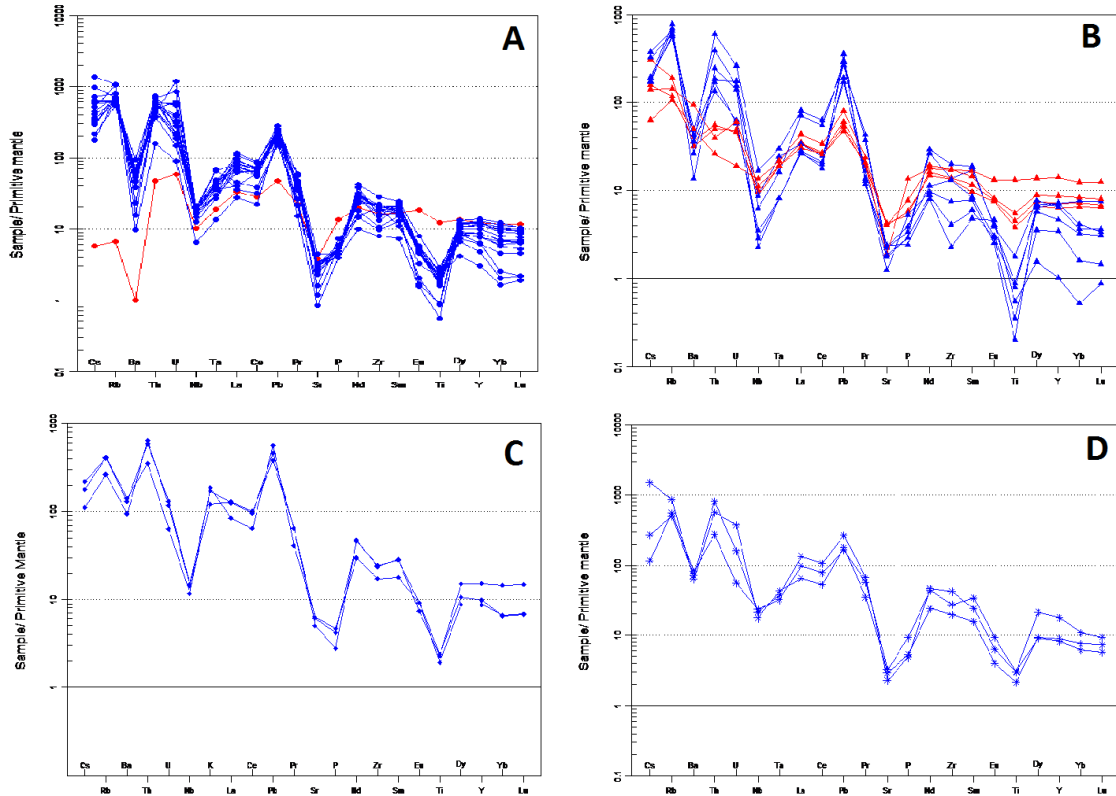 A
10000
1000
100
10
1
0.1
Sample/ Primitive mantle
Cs Ba U Ta Ce Pr P Zr Eu Dy Yb
Rb Th Nb La Pb Sr Nd Sm Ti Y Lu
B
1000
100
10
1
0.1
Sample/ Primitive mantle
Cs Ba U Ta Ce Pr P Zr Eu Dy Yb
Rb Th Nb La Pb Sr Nd Sm Ti Y Lu
C
1000
100
10
1
Sample/ Primitive Mantle
Cs Ba U K Ce Pr P Zr Eu Dy Yb
Rb Th Nb La Pb Sr Nd Sm Ti Y Lu
D
10000
1000
100
10
1
0.1
Sample/ Primitive mantle
Cs Ba U Ta Ce Pr P Zr Eu Dy Yb
Rb Th Nb La Pb Sr Nd Sm Ti Y Lu